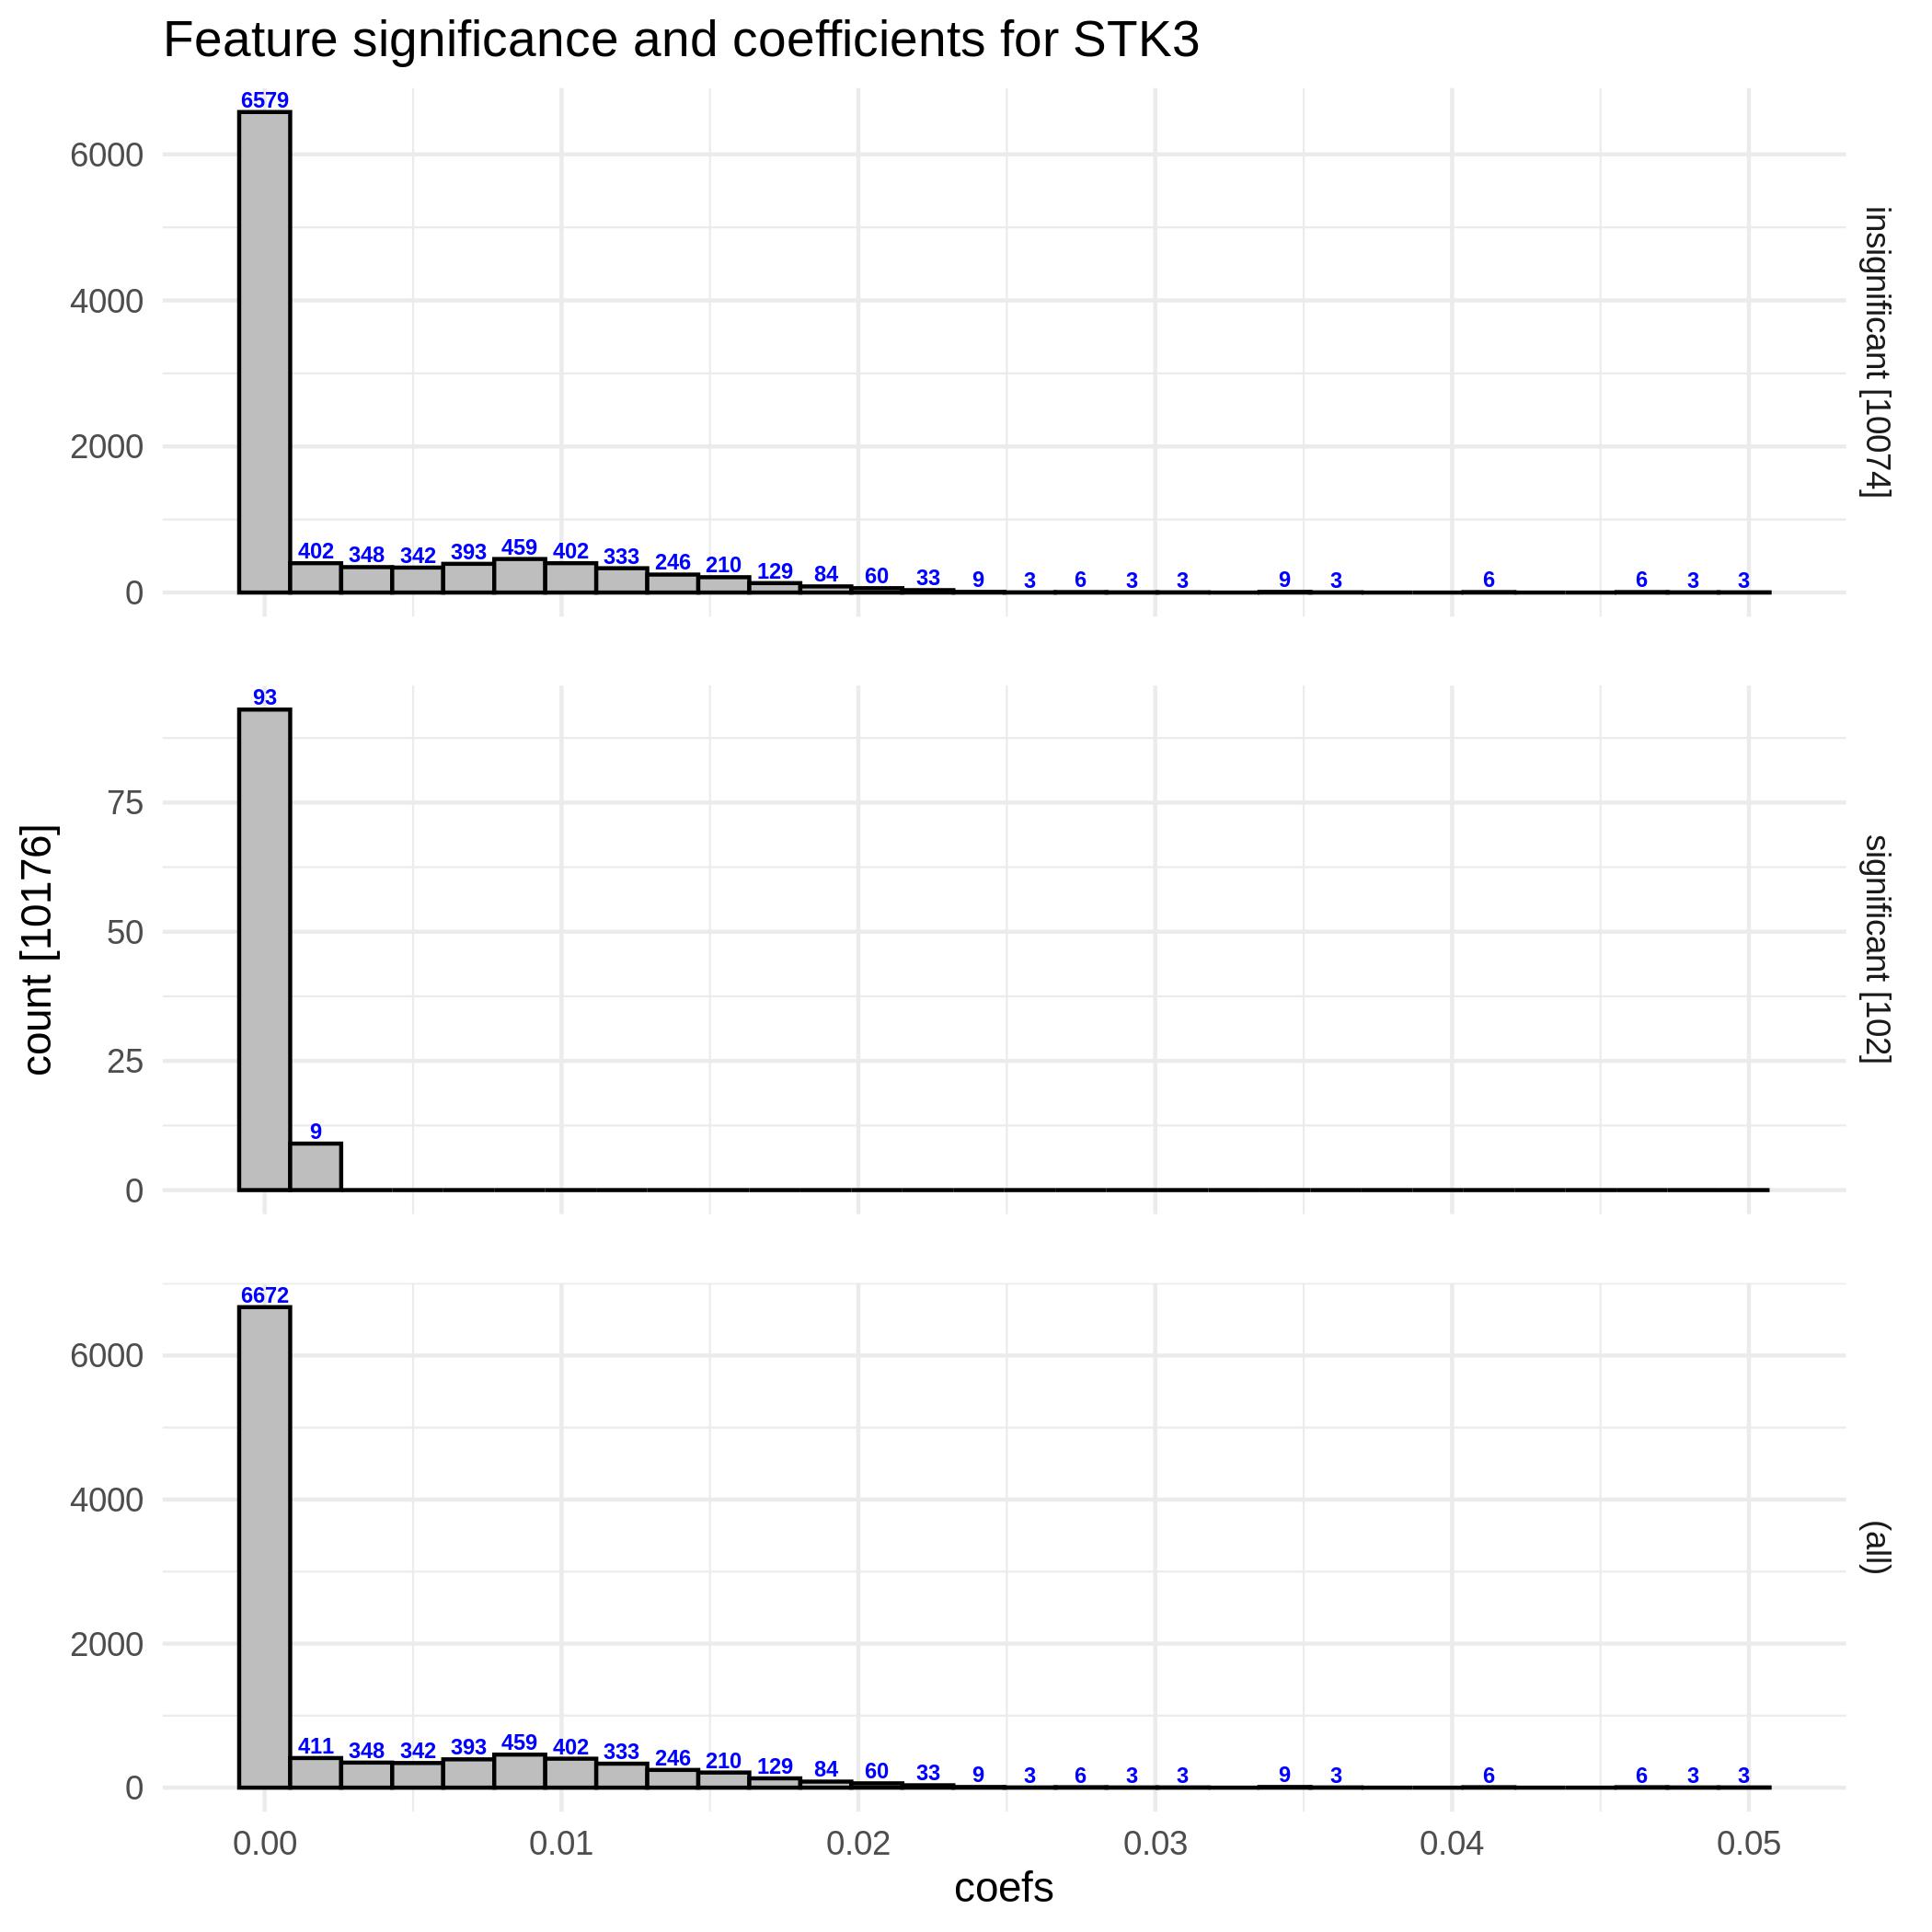 Feature significance and coefficients for STK3
6579
6000
4000
2000
402 348 342 393 459 402 333 246 210 129 84 60 33 9 3 6 3 3 9 3 6 6 3 3
0
insignificant [10074]
93
75
50
25
9
0
significant [102]
count [10176]
6672
6000
4000
2000
411 348 342 393 459 402 333 246 210 129 84 60 33 9 3 6 3 3 9 3 6 6 3 3
0
(all)
0.00 0.01 0.02 0.03 0.04 0.05
coefs